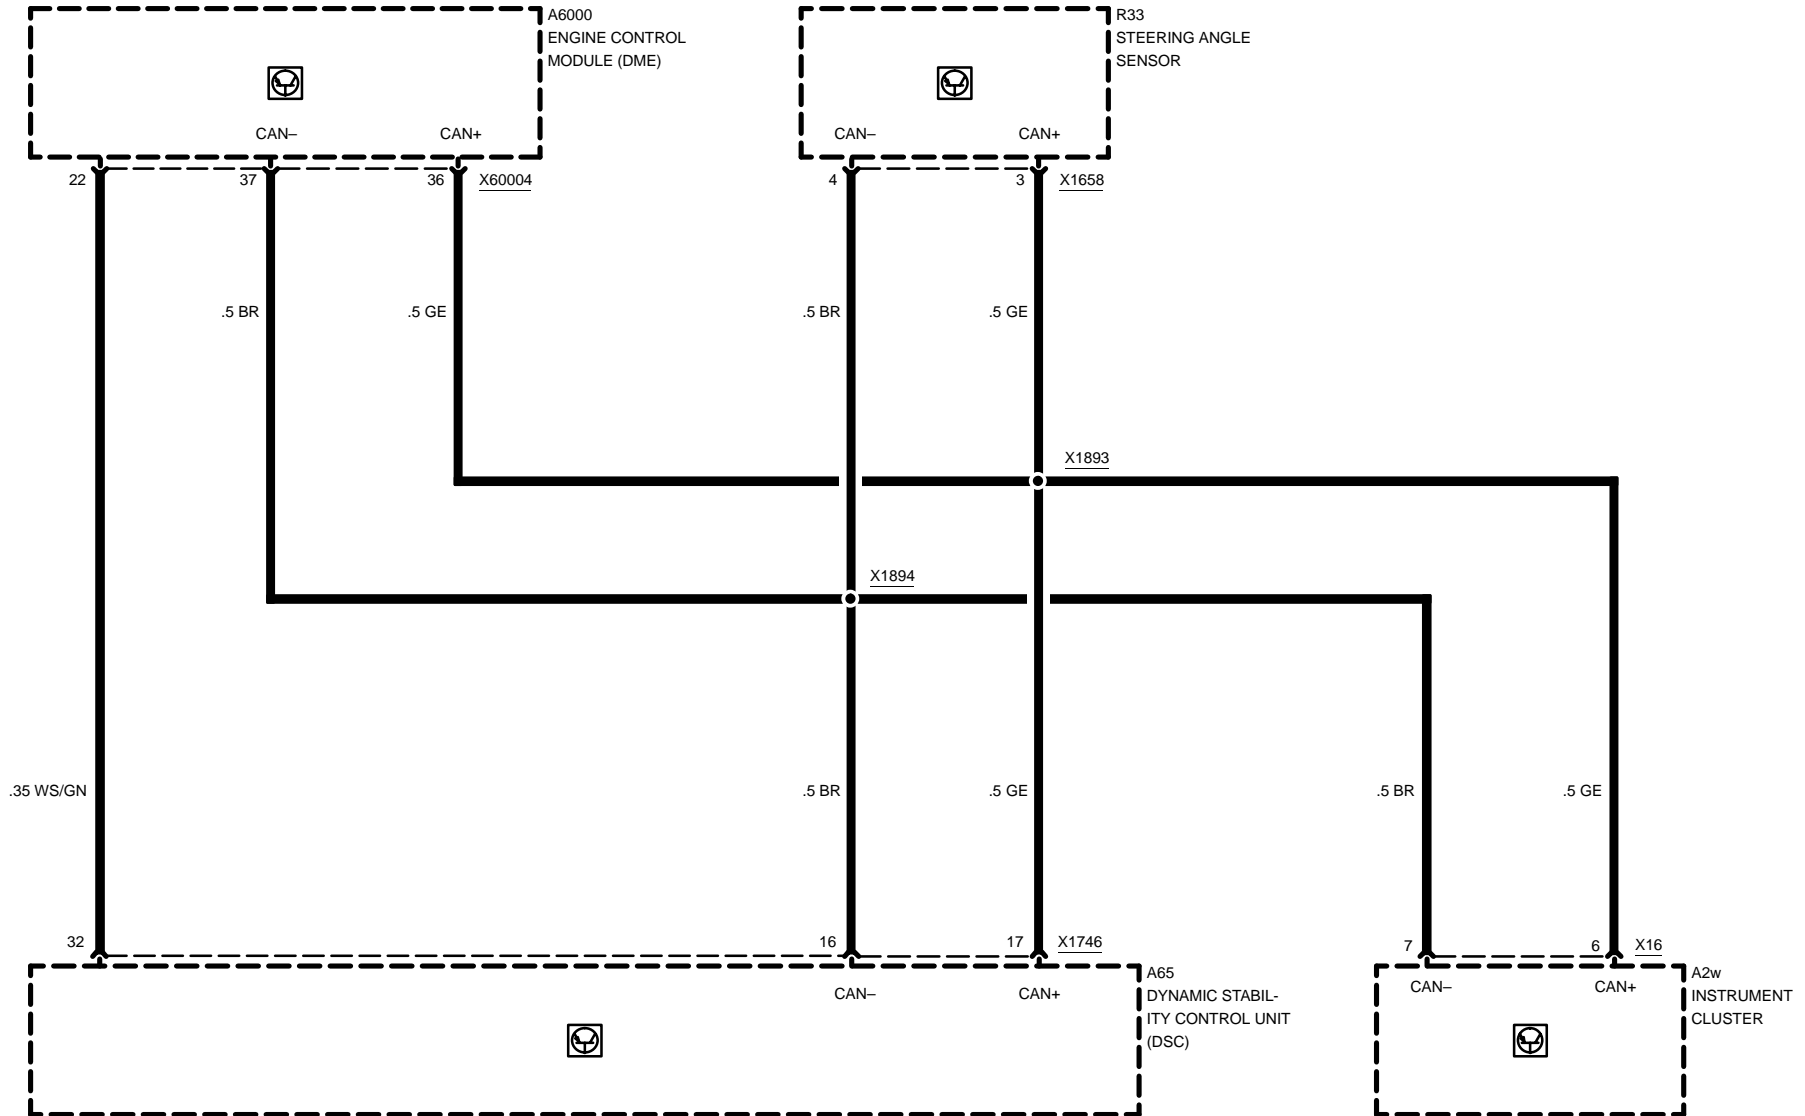 A6000
ENGINE CONTROL
MODULE (DME)
R33
STEERING ANGLE
SENSOR
CAN– CAN+
CAN– CAN+
22 37 36 X60004
4 3 X1658
.5 BR .5 GE .5 BR .5 GE
X1893
X1894
.35 WS/GN .5 BR .5 GE .5 BR .5 GE
32 16 17 X1746
7 6 X16
CAN– CAN+
A65
DYNAMIC STABIL-
ITY CONTROL UNIT
(DSC)
CAN– CAN+
A2w
INSTRUMENT
CLUSTER